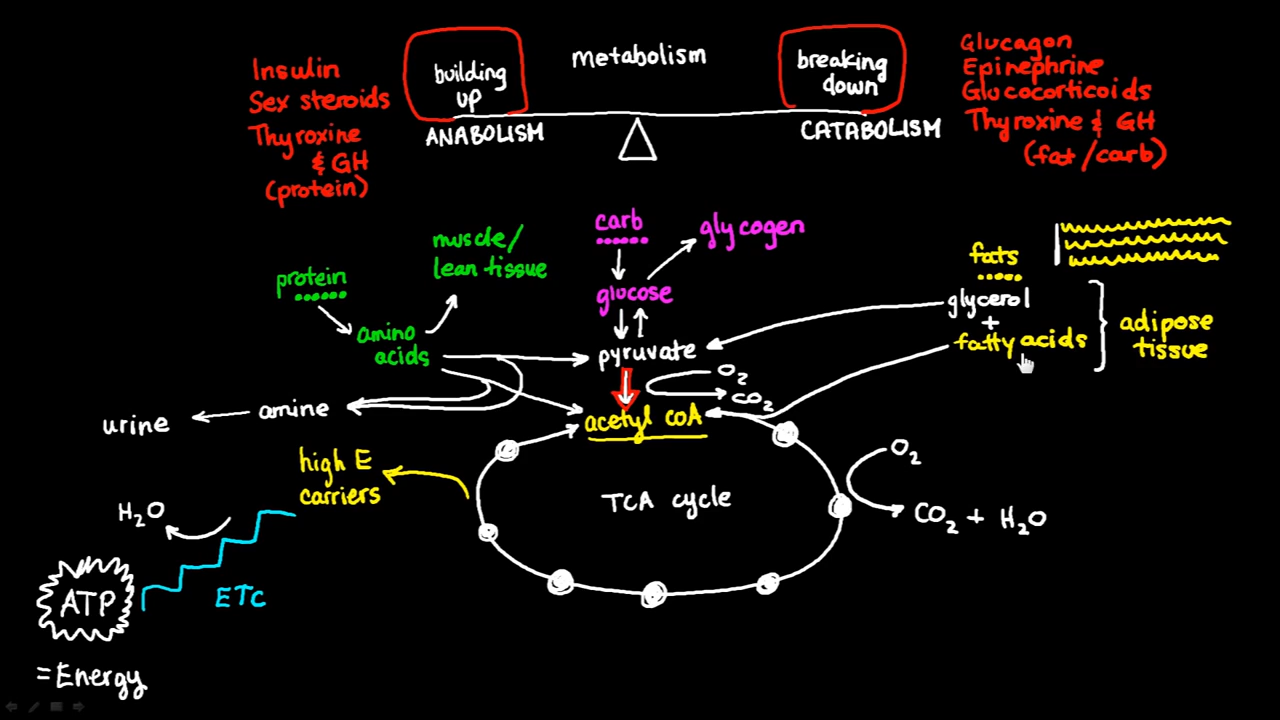 metabolism
Insulin
Sex steroids
Thyroxine
& GH
(protein)
building
up
ANABOLISM
breaking
down
CATABOLISM
Glucagon
Epinephrine
Glucocorticoids
Thyroxine & GH
(fat/carb)
protein
amino
acids
muscle/
lean tissue
carb
glycogen
glucose
pyruvate
O2
CO2
acetyl COA
fats
glycerol
+
fatty acids
adipose
tissue
amine
urine
high E
carriers
TCA cycle
O2
CO2 + H2O
H2O
ETC
ATP
= Energy